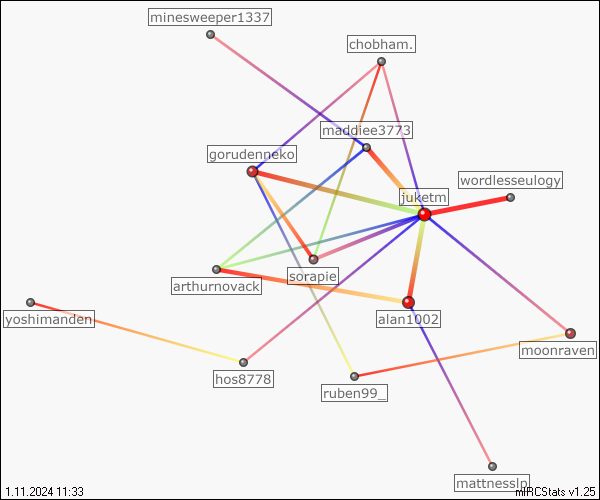 minesweeper1337
chobham.
maddiee3773
gorudenneko
wordlesseulogy
juketm
sorapie
arthurnovack
yoshimanden
alan1002
moonraven
hos8778
ruben99_
mattnesslp
1.11.2024 11:33
mIRCStats v1.25